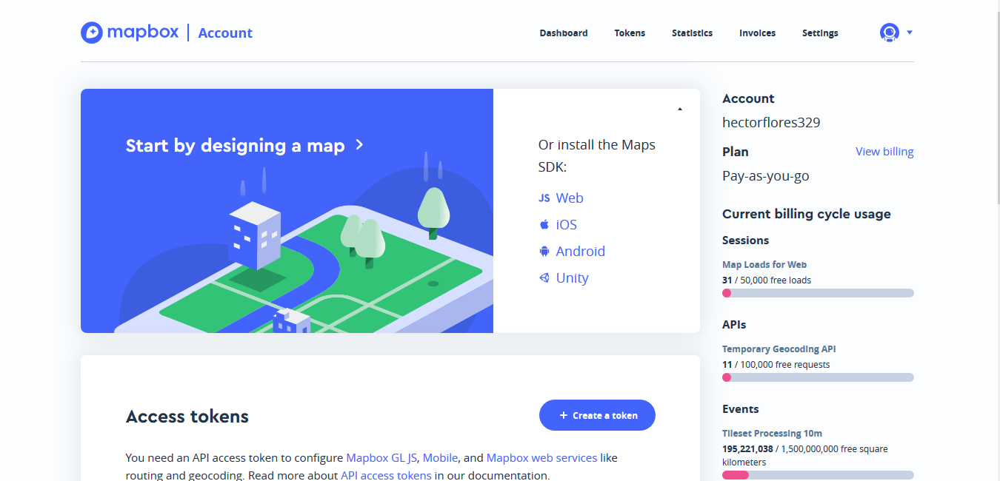 mapbox | Account
Dashboard
Tokens
Statistics
Invoices
Settings
Start by designing a map
Or install the Maps
SDK:
JS Web
iOS
Android
Unity
Account
hectorflores329
Plan
View billing
Pay-as-you-go
Current billing cycle usage
Sessions
Map Loads for Web
31 / 50,000 free loads
APIs
Temporary Geocoding API
11 / 100,000 free requests
Events
Tileset Processing 10m
195,221,038 / 1,500,000,000 free square
kilometers
Access tokens
+ Create a token
You need an API access token to configure Mapbox GL JS, Mobile, and Mapbox web services like
routing and geocoding. Read more about API access tokens in our documentation.